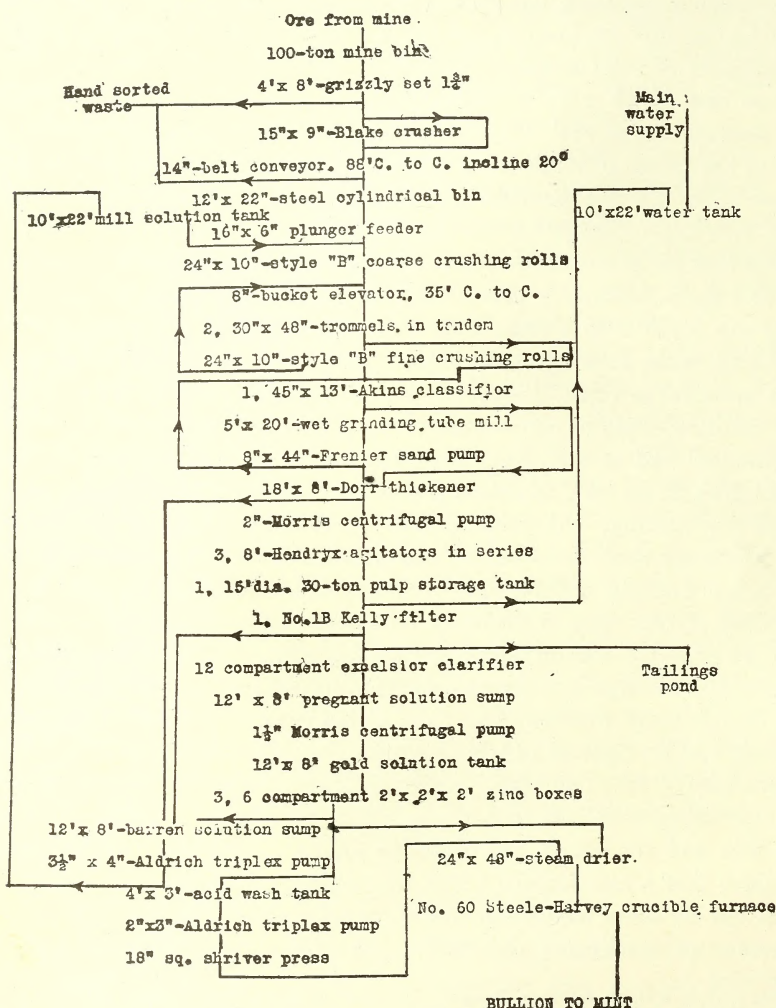 Ore from mine.
100-ton mine bin
4'x 8'-grizzly set 1¾"
Hand sorted
waste
Main
water
supply
15"x 9"-Blake crusher
14"-belt conveyor. 88'C. to C. incline 20°
12'x 22"-steel cylindrical bin
10'x22'mill solution tank
10'x22'water tank
16"x 6" plunger feeder
24"x 10"-style "B" coarse crushing rolls
8"-bucket elevator, 35' C. to C.
2, 30"x 48"-trommels. in tandem
24"x 10"-style "B" fine crushing rolls
1, 45"x 13'-Akins classifior
5'x 20'-wet grinding tube mill
8"x 44"-Frenier sand pump
18'x 8'-Dorr thickener
2"-Morris centrifugal pump
3, 8'-Hendryx agitators in series
1, 15'dia. 30-ton pulp storage tank
1. No.1B Kelly filter
12 compartment excelsior clarifier
Tailings
pond
12' x 8' pregnant solution sump
1½" Morris centrifugal pump
12'x 8' gold solution tank
3, 6 compartment 2'x 2'x 2' zinc boxes
12'x 8'-barren solution sump
3½" x 4"-Aldrich triplex pump
24"x 48"-steam drier.
4'x 3'-acid wash tank
No. 60 Steele-Harvey crucible furnace
2"x3"-Aldrich triplex pump
18" sq. shriver press
BULLION TO MINT